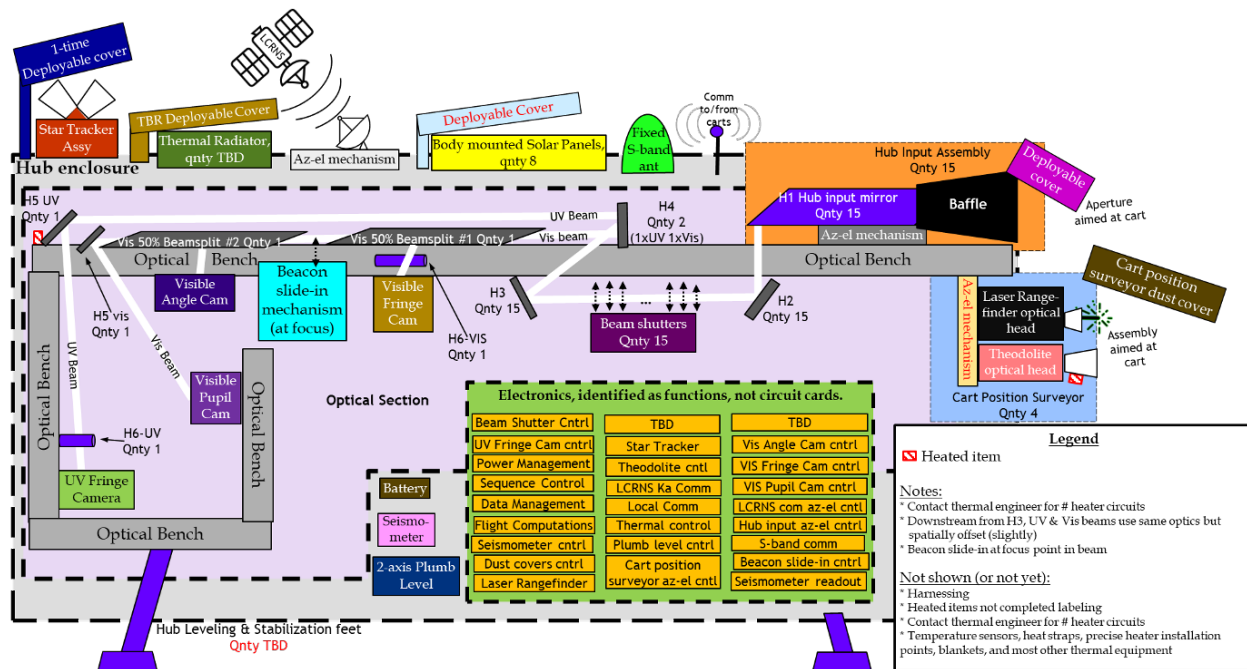 1-time
Deployable cover
LCRNS
Star Tracker
Assy
TBR Deployable Cover
Thermal Radiator,
qnty TBD
Az-el mechanism
Deployable Cover
Body mounted Solar Panels,
qnty 8
Fixed
S-band
ant
Comm
to/from
carts
Hub enclosure
Hub Input Assembly
Qnty 15
Deployable
cover
H1 Hub input mirror
Qnty 15
Baffle
Az-el mechanism
Aperture
aimed at cart
H5 UV
Qnty 1
UV Beam
H4
Qnty 2
(1xUV 1xVis)
Vis 50% Beamsplit #2 Qnty 1
Vis 50% Beamsplit #1 Qnty 1
Vis beam
Optical Bench
Optical Bench
Visible
Angle Cam
Beacon
slide-in
mechanism
(at focus)
Visible
Fringe
Cam
H6-VIS
Qnty 1
H3
Qnty 15
...
Beam shutters
Qnty 15
H2
Qnty 15
Cart position
surveyor dust cover
Az-el mechanism
Laser Range-
finder optical
head
Theodolite
optical head
Assembly
aimed at
cart
Cart Position Surveyor
Qnty 4
H5 vis
Qnty 1
UV Beam
Vis Beam
Optical Bench
Visible
Pupil
Cam
Optical Bench
Optical Section
H6-UV
Qnty 1
UV Fringe
Camera
Optical Bench
Battery
Seismo-
meter
2-axis Plumb
Level
Electronics, identified as functions, not circuit cards.
Beam Shutter Cntrl
UV Fringe Cam cntrl
Power Management
Sequence Control
Data Management
Flight Computations
Seismometer cntrl
Dust covers cntrl
Laser Rangefinder
TBD
Star Tracker
Theodolite cntl
LCRNS Ka Comm
Local Comm
Thermal control
Plumb level cntrl
Cart position
surveyor az-el cntl
TBD
Vis Angle Cam cntrl
VIS Fringe Cam cntrl
VIS Pupil Cam cntrl
LCRNS com az-el cntrl
Hub input az-el cntrl
S-band comm
Beacon slide-in cntrl
Seismometer readout
Hub Leveling & Stabilization feet
Qnty TBD
Legend
Heated item
Notes:
* Contact thermal engineer for # heater circuits
* Downstream from H3, UV & Vis beams use same optics but
spatially offset (slightly)
* Beacon slide-in at focus point in beam
Not shown (or not yet):
* Harnessing
* Heated items not completed labeling
* Contact thermal engineer for # heater circuits
* Temperature sensors, heat straps, precise heater installation
points, blankets, and most other thermal equipment